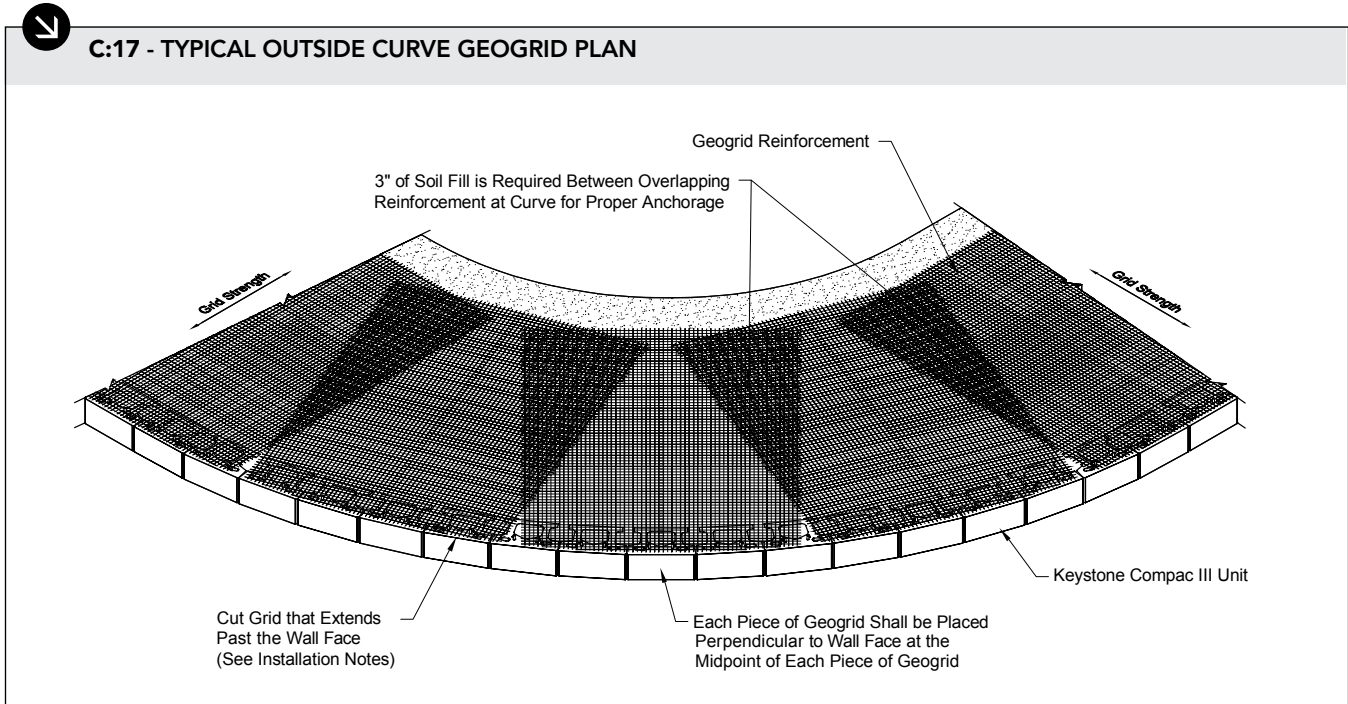 C:17 - TYPICAL OUTSIDE CURVE GEOGRID PLAN
Geogrid Reinforcement
3" of Soil Fill is Required Between Overlapping
Reinforcement at Curve for Proper Anchorage
Grid Strength
Grid Strength
Keystone Compac III Unit
Cut Grid that Extends
Past the Wall Face
(See Installation Notes)
Each Piece of Geogrid Shall be Placed
Perpendicular to Wall Face at the
Midpoint of Each Piece of Geogrid